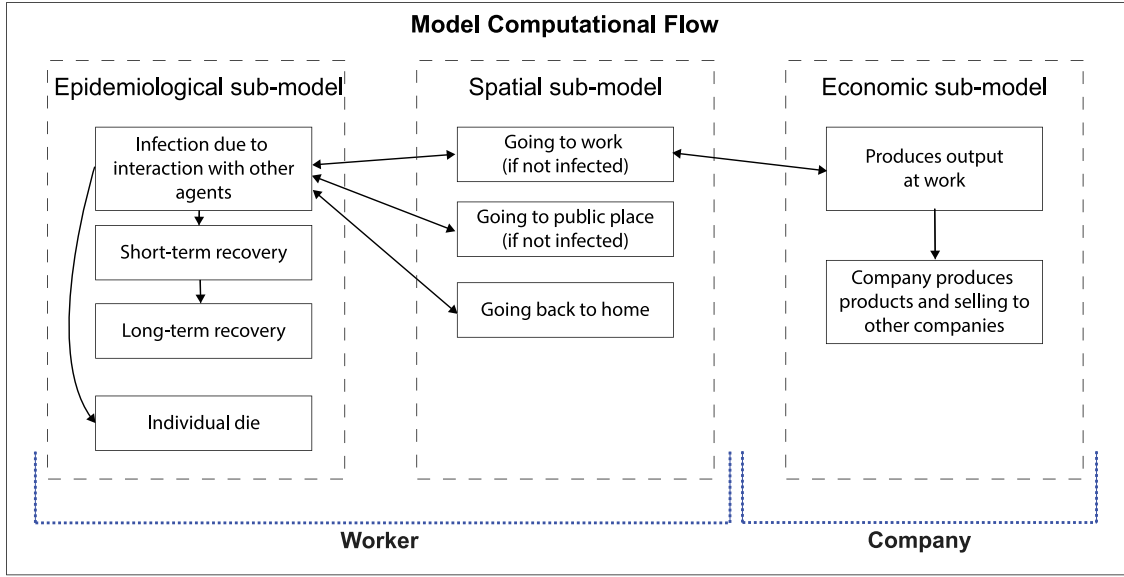 Model Computational Flow
Epidemiological sub-model
Infection due to
interaction with other
agents
Short-term recovery
Long-term recovery
Individual die
Spatial sub-model
Going to work
(if not infected)
Going to public place
(if not infected)
Going back to home
Economic sub-model
Produces output
at work
Company produces
products and selling to
other companies
Worker
Company